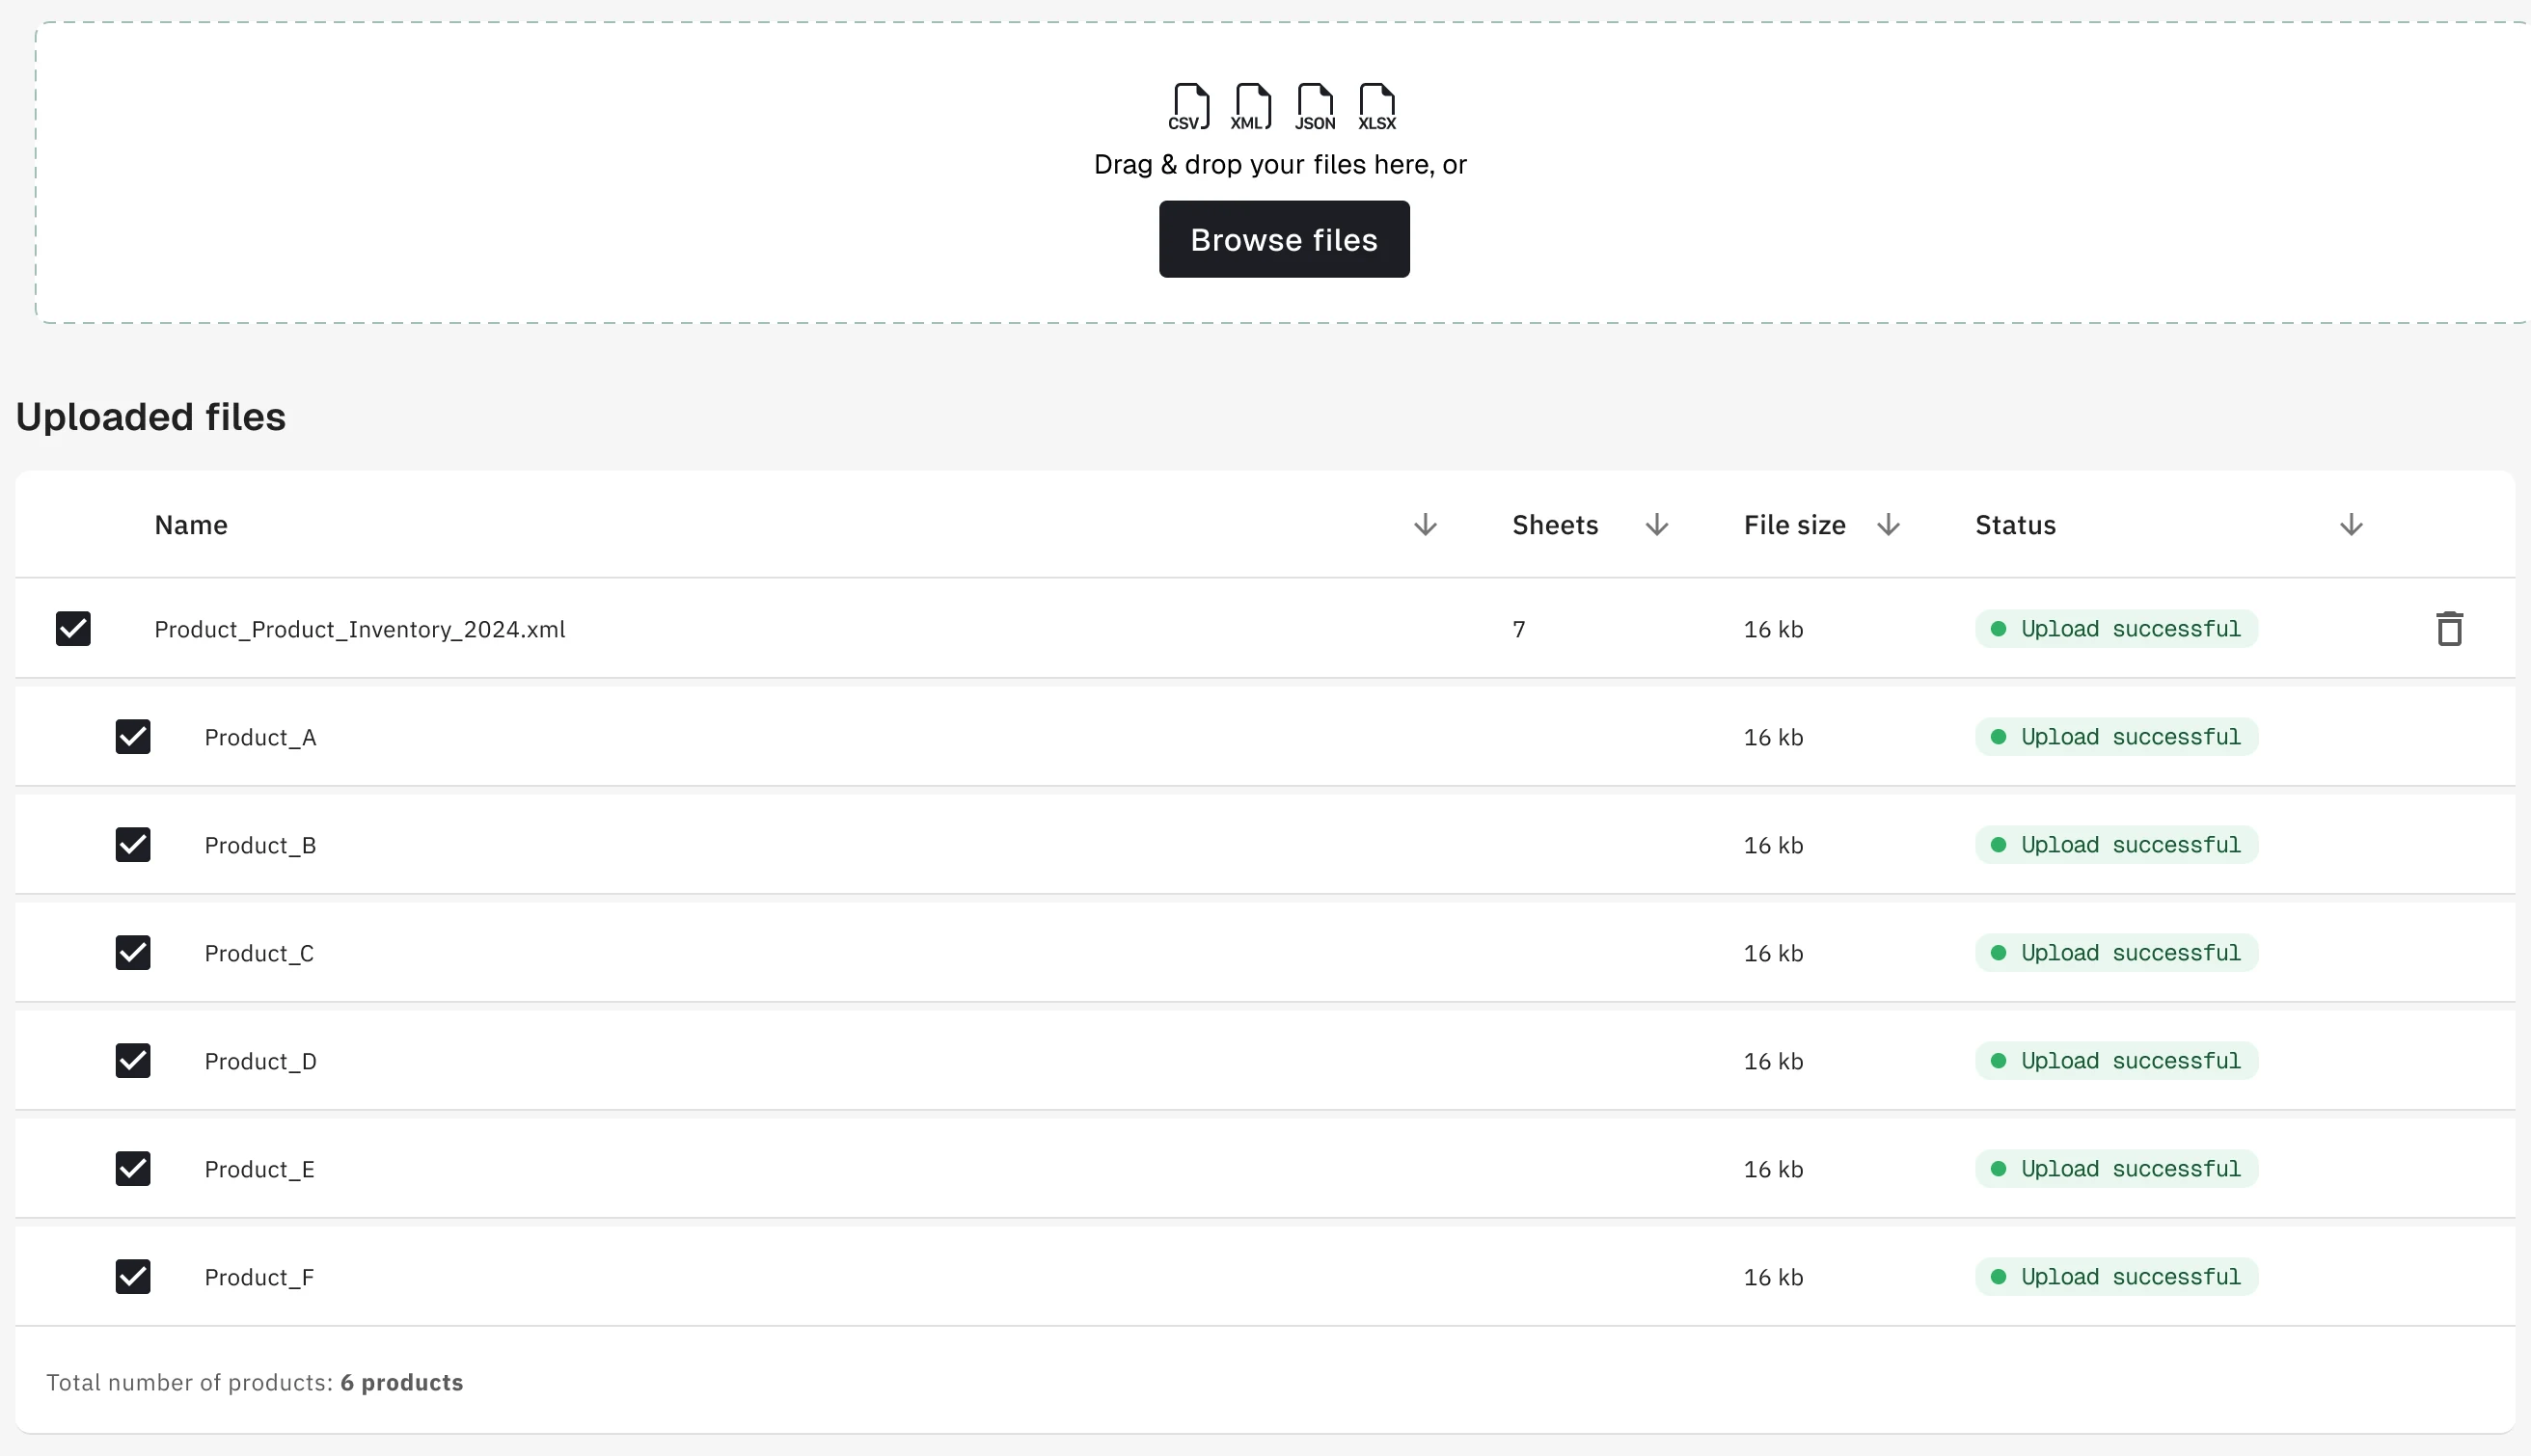 CSV XML JSON XLSX
Drag & drop your files here, or
Browse files
Uploaded files
Name Sheets File size Status
Product_Product_Inventory_2024.xml 7 16 kb Upload successful
Product_A 16 kb Upload successful
Product_B 16 kb Upload successful
Product_C 16 kb Upload successful
Product_D 16 kb Upload successful
Product_E 16 kb Upload successful
Product_F 16 kb Upload successful
Total number of products: 6 products